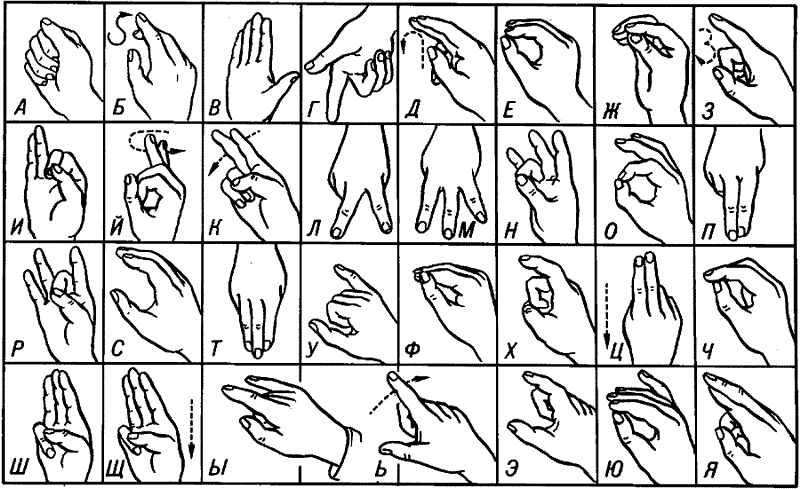 А Б В Г Д Е Ж З
И Й К Л М Н О П
Р С Т У Ф Х Ц Ч
Ш Щ Ы Ь Э Ю Я